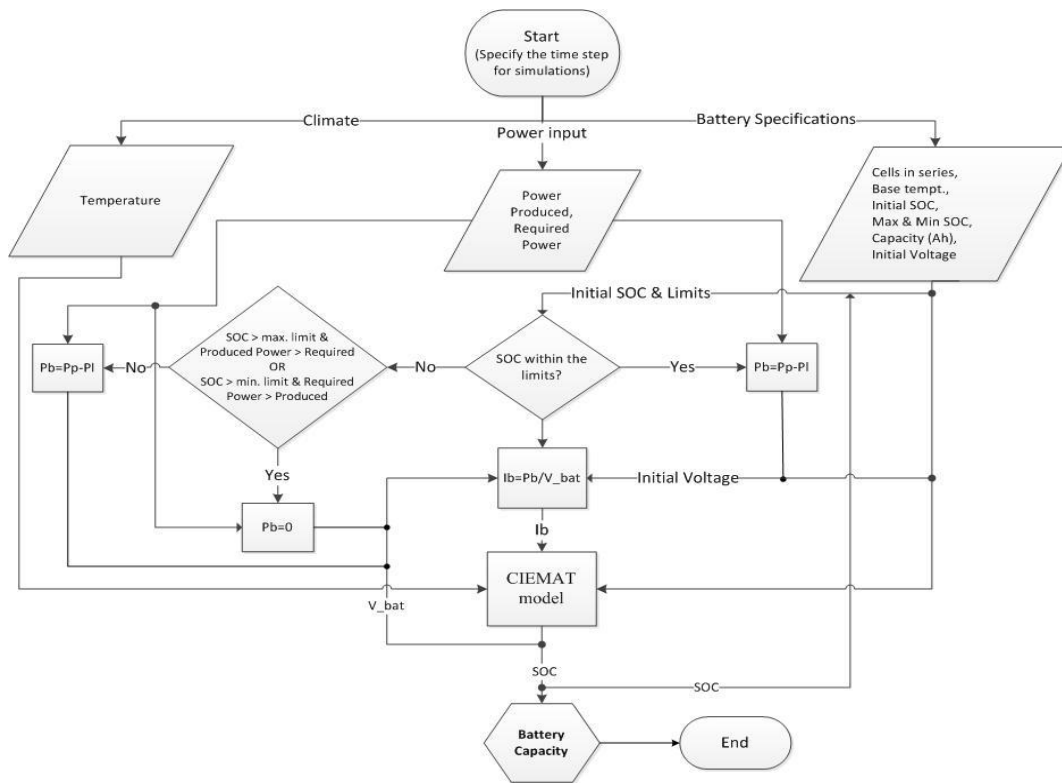 Start
(Specify the time step
for simulations)
Climate
Power input
Battery Specifications
Temperature
Power
Produced,
Required
Power
Cells in series,
Base tempt.,
Initial SOC,
Max & Min SOC,
Capacity (Ah),
Initial Voltage
Initial SOC & Limits
Pb=Pp-Pl
No
SOC > max. limit &
Produced Power > Required
OR
SOC > min. limit & Required
Power > Produced
No
SOC within the
limits?
Yes
Pb=Pp-Pl
Yes
Pb=0
Ib=Pb/V_bat
Initial Voltage
Ib
CIEMAT
model
V_bat
SOC
SOC
Battery
Capacity
End